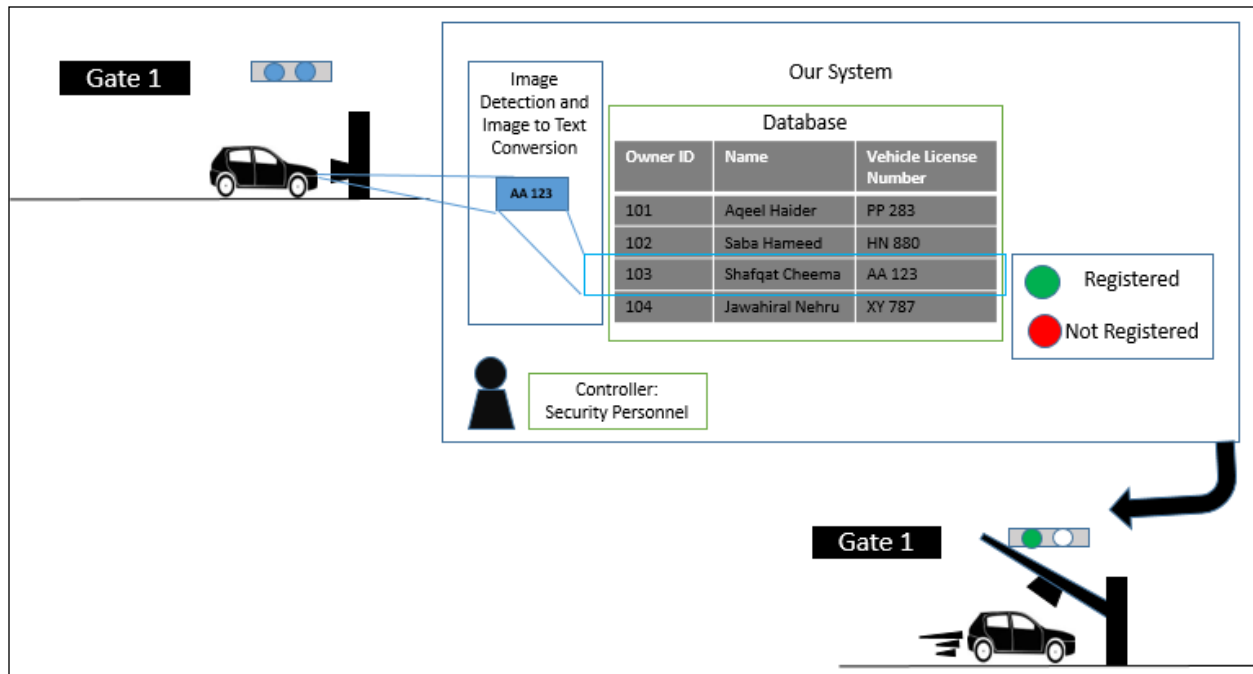 Gate 1
Our System
Image
Detection and
Image to Text
Conversion
AA 123
Database
Owner ID Name Vehicle License
Number
101 Aqeel Haider PP 283
102 Saba Hameed HN 880
103 Shafqat Cheema AA 123
104 Jawahiral Nehru XY 787
Registered
Not Registered
Controller:
Security Personnel
Gate 1